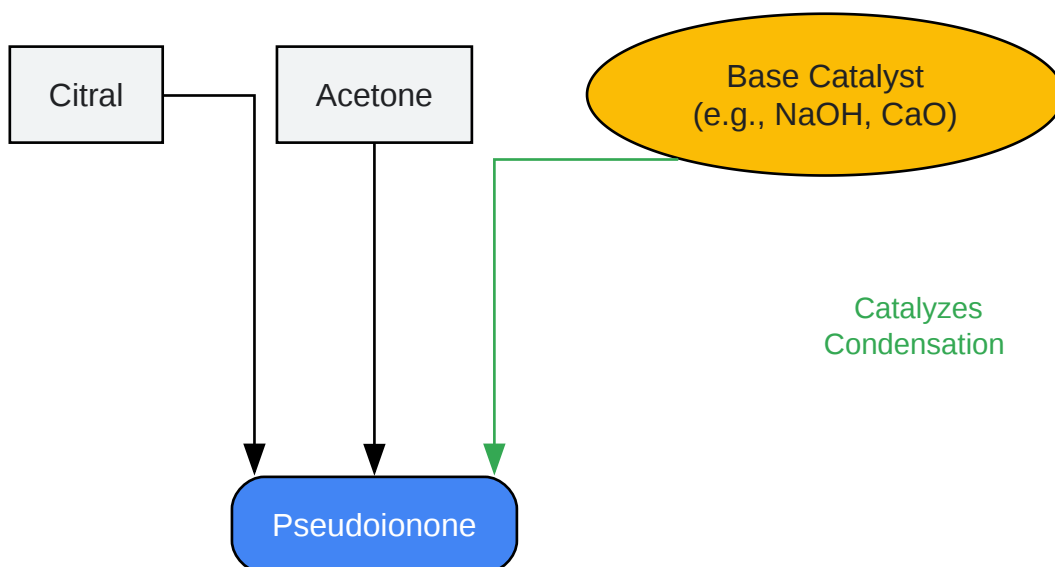 Citral
Acetone
Base Catalyst
(e.g., NaOH, CaO)
Catalyzes
Condensation
Pseudoionone